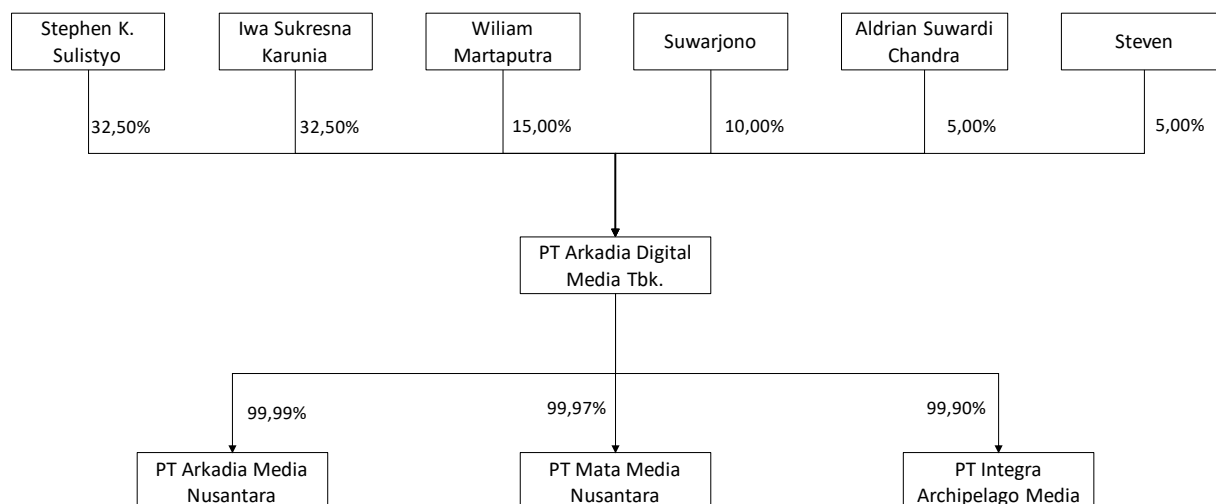 Stephen K.
Sulistyo
Iwa Sukresna
Karunia
Wiliam
Martaputra
Suwarjono
Aldrian Suwardi
Chandra
Steven
32,50%
32,50%
15,00%
10,00%
5,00%
5,00%
PT Arkadia Digital
Media Tbk.
99,99%
99,97%
99,90%
PT Arkadia Media
Nusantara
PT Mata Media
Nusantara
PT Integra
Archipelago Media